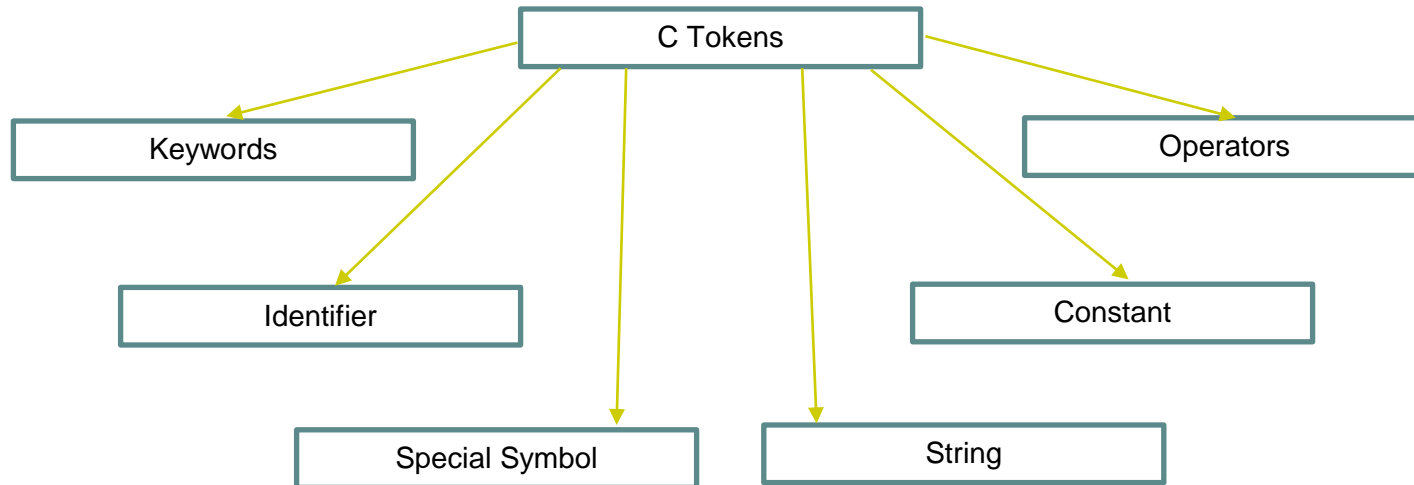 C Tokens
Keywords
Operators
Identifier
Constant
Special Symbol
String